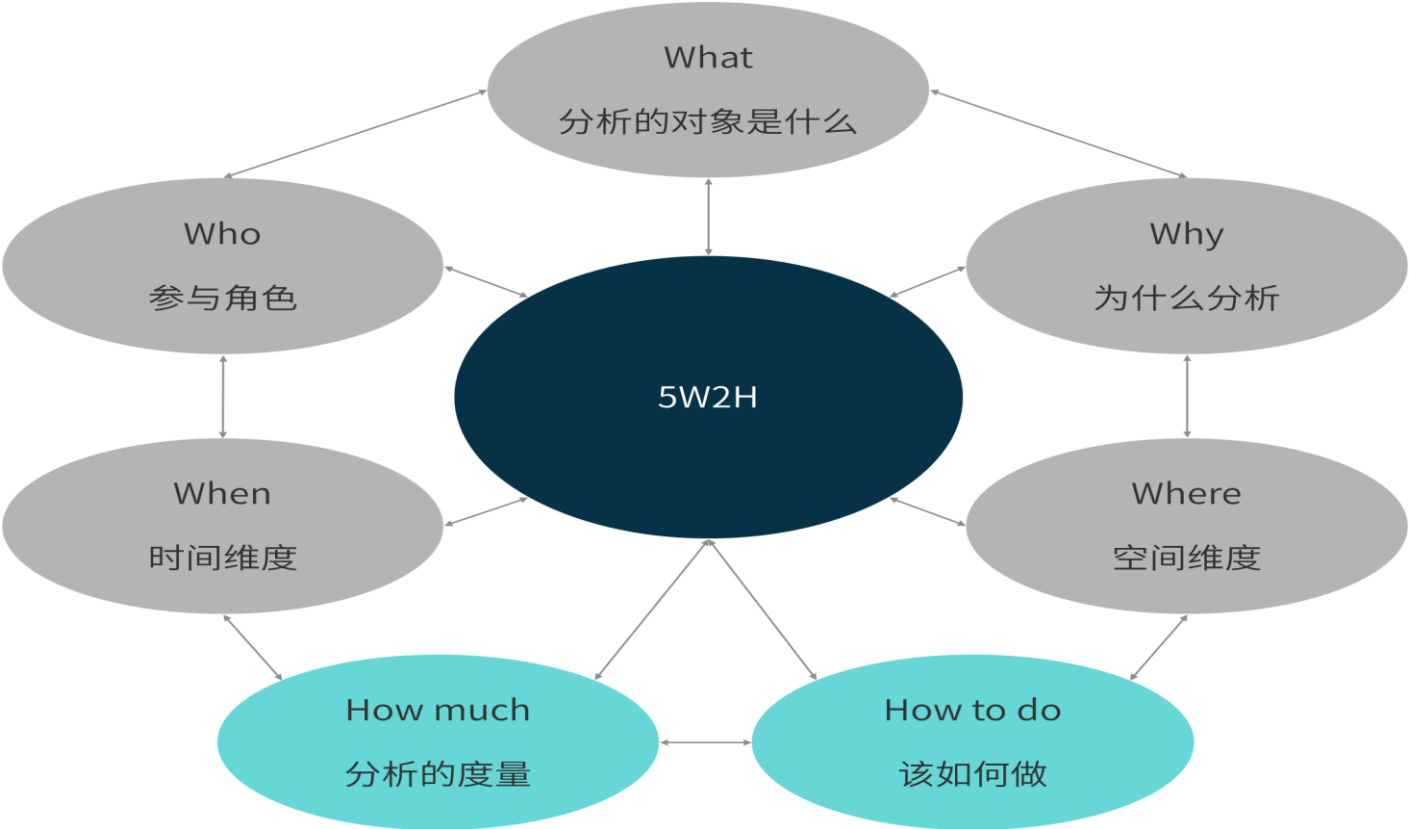 What
分析的对象是什么
Who
参与角色
Why
为什么分析
5W2H
When
时间维度
Where
空间维度
How much
分析的度量
How to do
该如何做